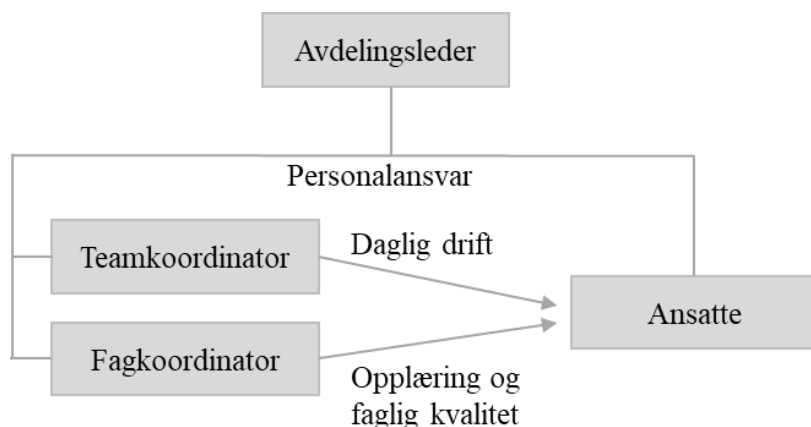 Avdelingsleder
Personalansvar
Teamkoordinator
Daglig drift
Ansatte
Fagkoordinator
Opplæring og
faglig kvalitet